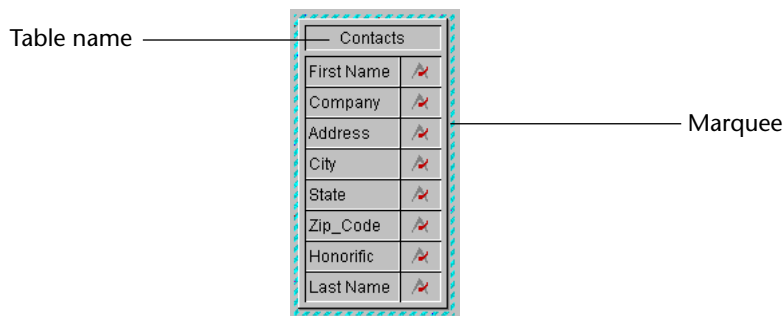 Table name
Contacts
First Name
Company
Address
Marquee
City
State
Zip_Code
Honorific
Last Name